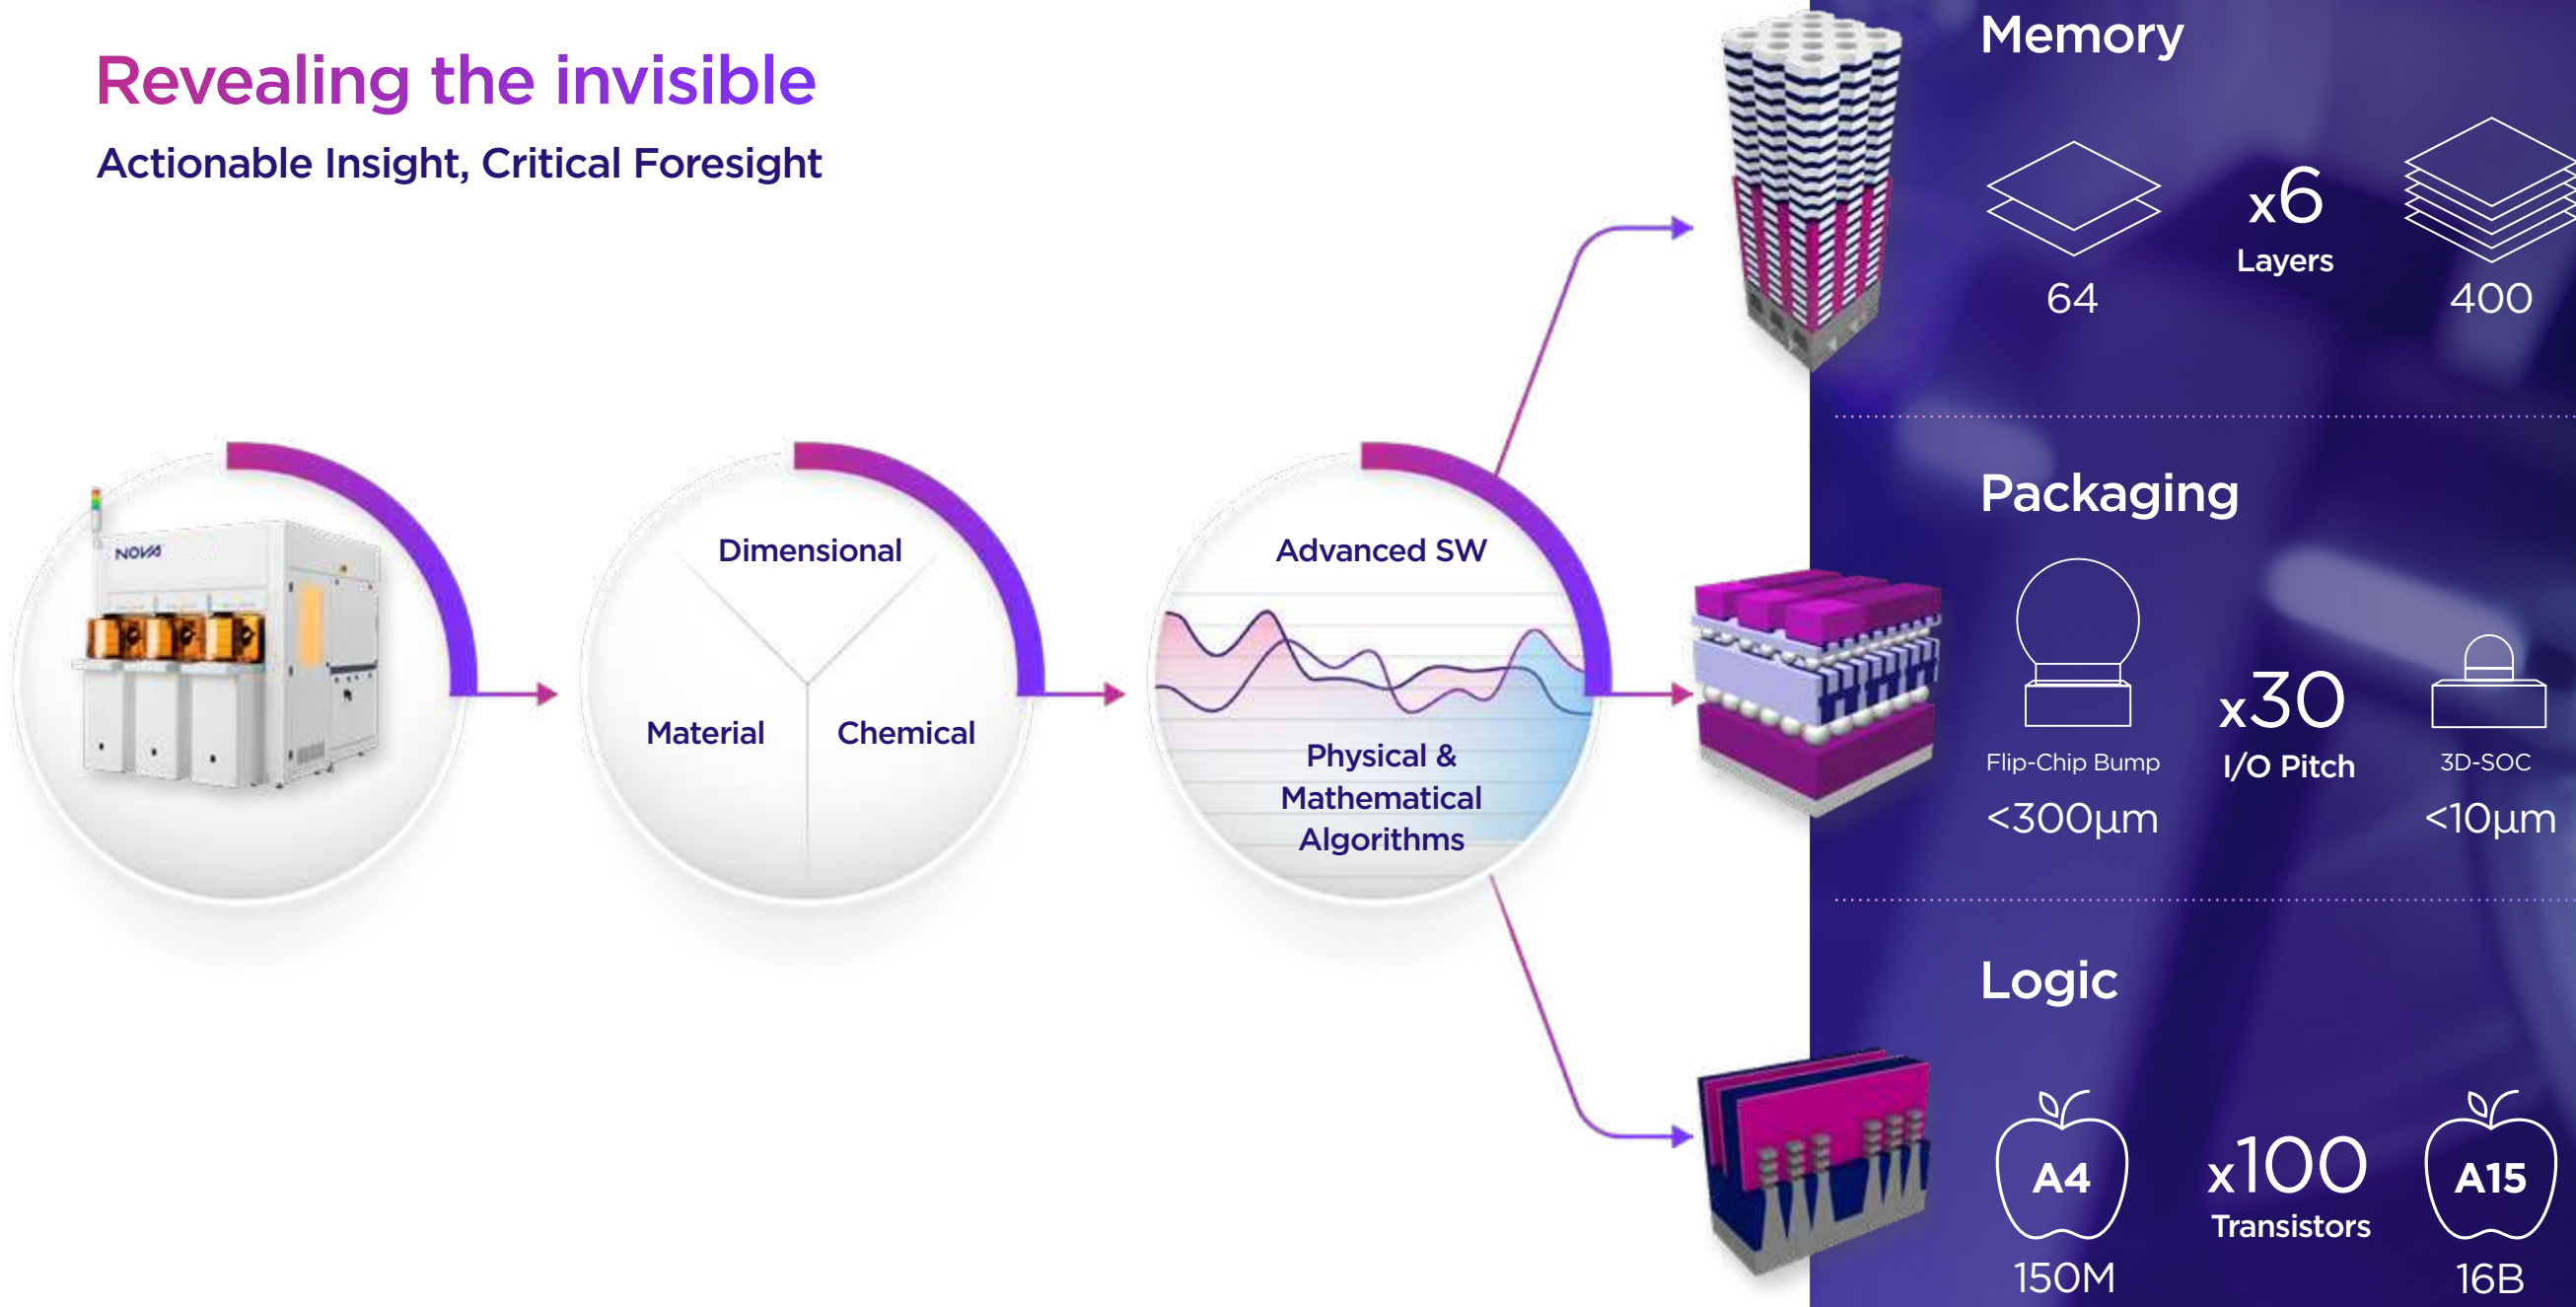 Revealing the invisible
Actionable Insight, Critical Foresight
NOVA
Dimensional
Material
Chemical
Advanced SW
Physical &
Mathematical
Algorithms
Memory
64
x6
Layers
400
Packaging
Flip-Chip Bump
<300µm
x30
I/O Pitch
3D-SOC
<10µm
Logic
A4
150M
x100
Transistors
A15
16B